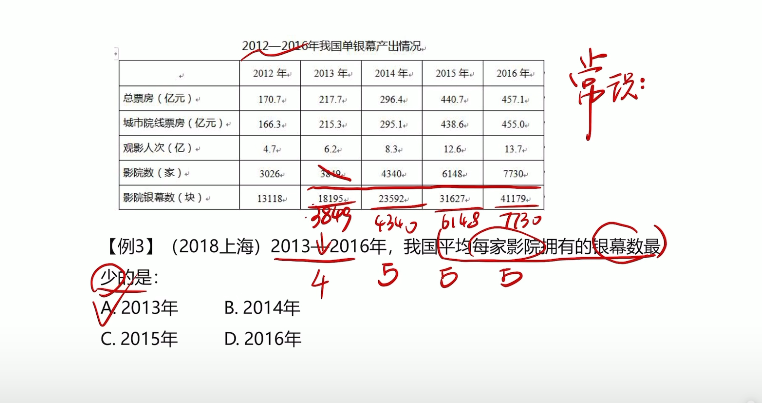 2012—2016年我国单银幕产出情况
2012 年 2013 年 2014 年 2015 年 2016 年
总票房（亿元） 170.7 217.7 296.4 440.7 457.1
城市院线票房（亿元） 166.3 215.3 295.1 438.6 455.0
观影人次（亿） 4.7 6.2 8.3 12.6 13.7
影院数（家） 3026 3849 4340 6148 7730
影院银幕数（块） 13118 18195 23592 31627 41179
常识:
3849 4340 6148 7730
【例3】（2018上海）2013—2016年，我国平均每家影院拥有的银幕数最
少的是：
4 5 5 5
A. 2013年 B. 2014年
C. 2015年 D. 2016年